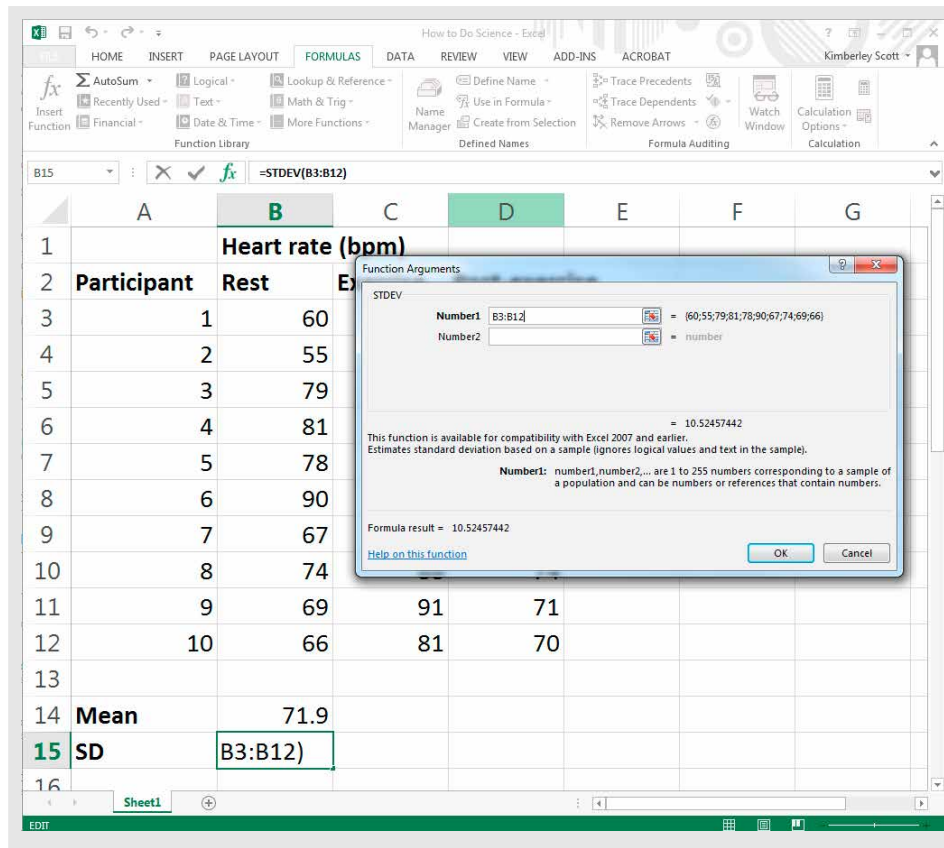 How to Do Science - Excel
HOME INSERT PAGE LAYOUT FORMULAS DATA REVIEW VIEW ADD-INS ACROBAT Kimberley Scott
fx Insert Function
Σ AutoSum
Recently Used
Financial
Logical
Text
Date & Time
Lookup & Reference
Math & Trig
More Functions
Function Library
Name Manager
Define Name
Use in Formula
Create from Selection
Defined Names
Trace Precedents
Trace Dependents
Remove Arrows
Watch Window
Formula Auditing
Calculation Options
Calculation
B15 fx =STDEV(B3:B12)
A B C D E F G
1 Heart rate (bpm)
2 Participant Rest
3 1 60
4 2 55
5 3 79
6 4 81
7 5 78
8 6 90
9 7 67
10 8 74
11 9 69 91 71
12 10 66 81 70
13
14 Mean 71.9
15 SD B3:B12)
16
Function Arguments
STDEV
Number1 B3:B12 = {60;55;79;81;78;90;67;74;69;66}
Number2 = number
= 10.52457442
This function is available for compatibility with Excel 2007 and earlier.
Estimates standard deviation based on a sample (ignores logical values and text in the sample).
Number1: number1,number2,... are 1 to 255 numbers corresponding to a sample of
a population and can be numbers or references that contain numbers.
Formula result = 10.52457442
Help on this function OK Cancel
Sheet1
EDIT